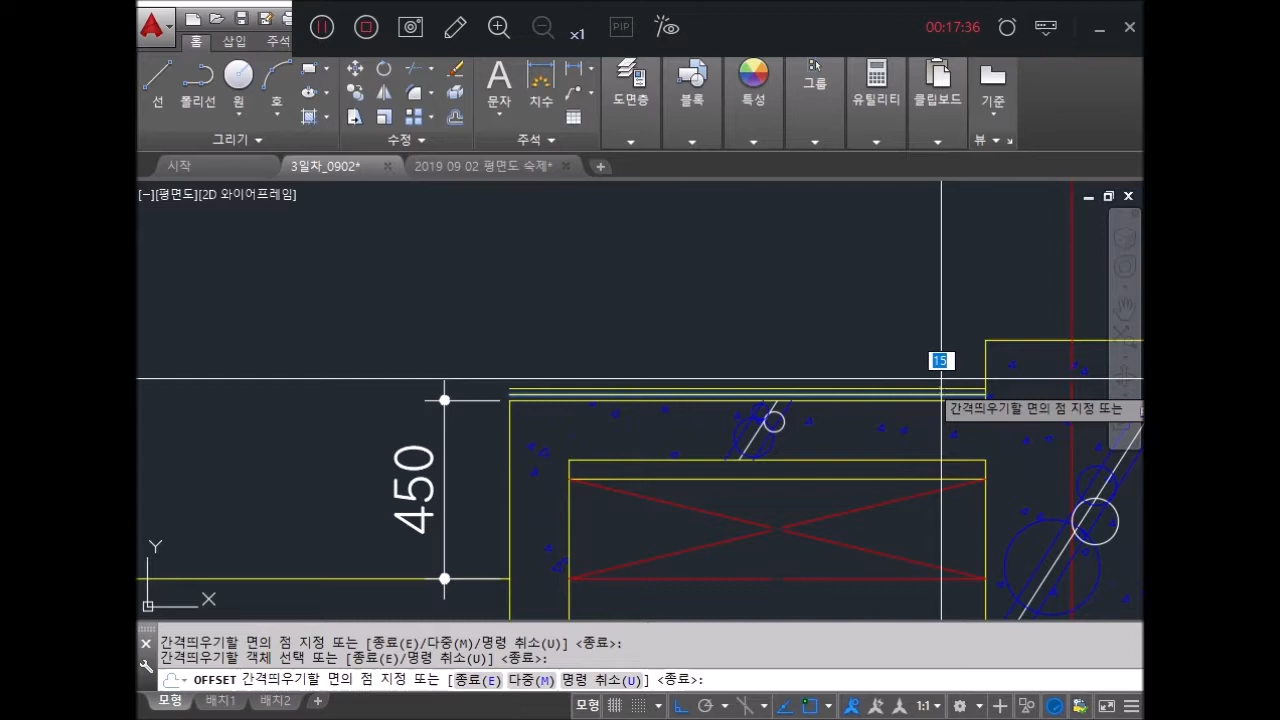 x1
PIP
00:17:36
홈 삽입 주석
선 폴리선 원 호 문자 치수 도면층 블록 특성 그룹 유틸리티 클립보드 기준
그리기 수정 주석 뷰
시작 3일차_0902* 2019 09 02 평면도 숙제*
[−][평면도][2D 와이어프레임]
15
간격띄우기할 면의 점 지정 또는
450
Y
X
간격띄우기할 면의 점 지정 또는 [종료(E)/다중(M)/명령 취소(U)] <종료>:
간격띄우기할 객체 선택 또는 [종료(E)/명령 취소(U)] <종료>:
OFFSET 간격띄우기할 면의 점 지정 또는 [종료(E) 다중(M) 명령 취소(U)] <종료>:
모형 배치1 배치2 + 모형 1:1